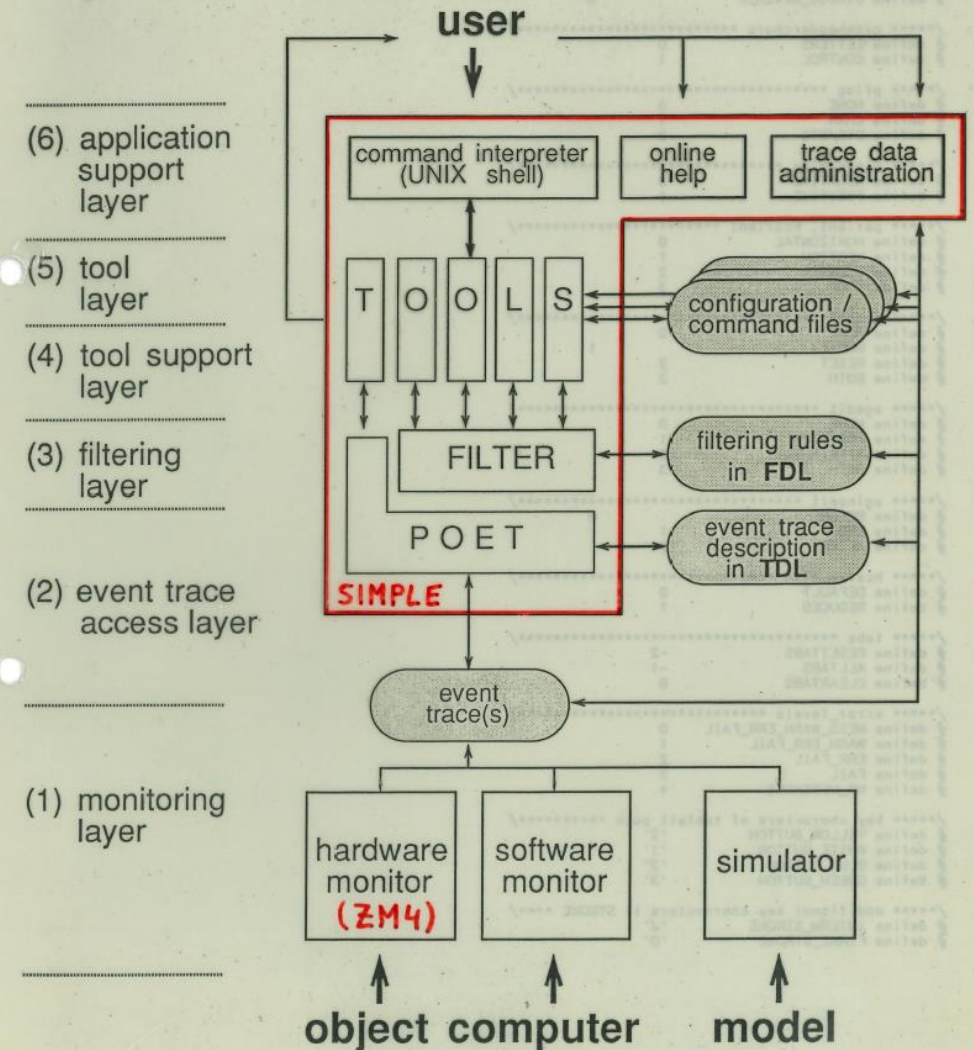 user
(6) application
support
layer
command interpreter
(UNIX shell)
online
help
trace data
administration
(5) tool
layer
T O O L S
configuration /
command files
(4) tool support
layer
(3) filtering
layer
FILTER
filtering rules
in FDL
POET
event trace
description
in TDL
(2) event trace
access layer
SIMPLE
event
trace(s)
(1) monitoring
layer
hardware
monitor
(ZM4)
software
monitor
simulator
object computer
model